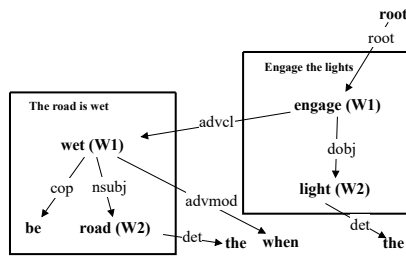 root
root
Engage the lights
engage (W1)
The road is wet
advcl
wet (W1)
dobj
cop
nsubj
light (W2)
advmod
be
road (W2)
det
the
when
det
the